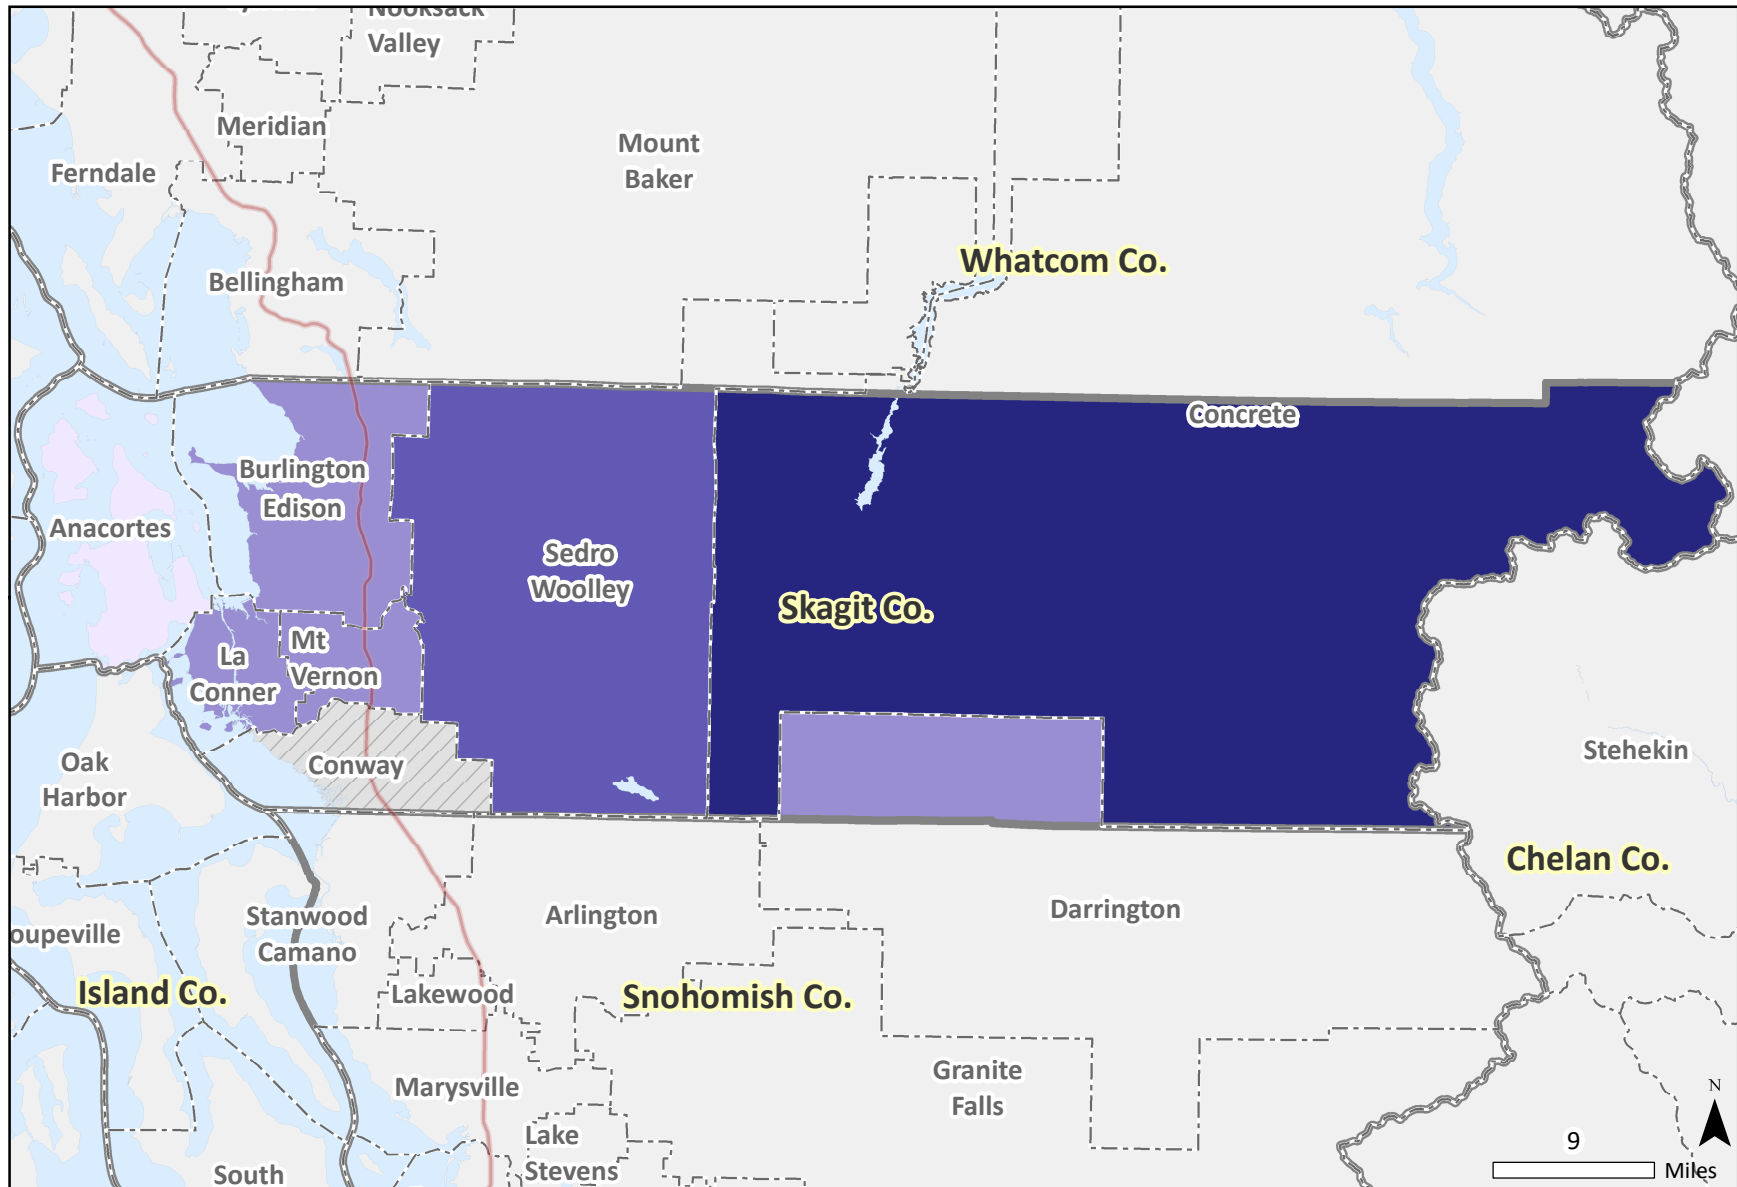 Nooksack
Valley
Meridian
Mount
Baker
Ferndale
Whatcom Co.
Bellingham
Concrete
Burlington
Edison
Anacortes
Sedro
Woolley
Skagit Co.
Mt
Vernon
La
Conner
Conway
Oak
Harbor
Stehekin
Chelan Co.
Stanwood
Camano
Arlington
Darrington
oupeville
Island Co.
Lakewood
Snohomish Co.
Marysville
Granite
Falls
Lake
Stevens
South
N
9
Miles